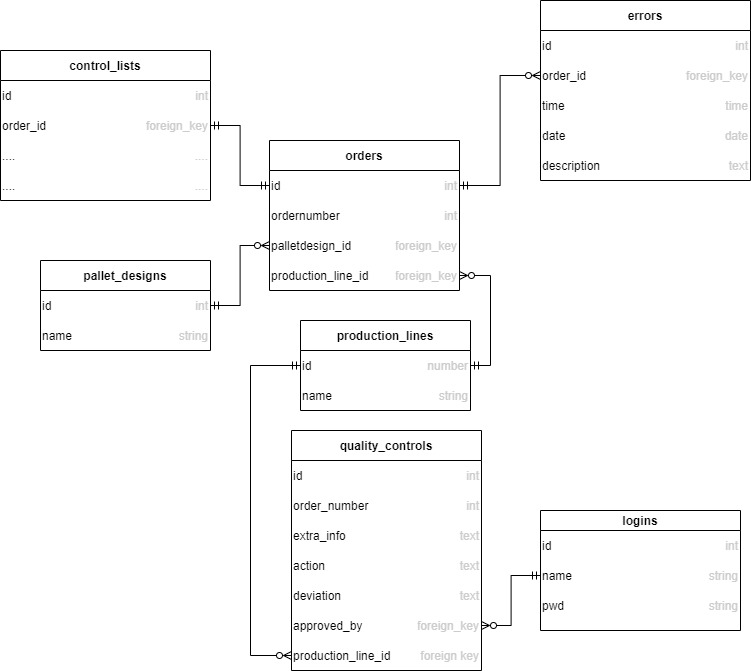 errors
id int
order_id foreign_key
time time
date date
description text
control_lists
id int
order_id foreign_key
.... ....
.... ....
orders
id int
ordernumber int
palletdesign_id foreign_key
production_line_id foreign_key
pallet_designs
id int
name string
production_lines
id number
name string
quality_controls
id int
order_number int
extra_info text
action text
deviation text
approved_by foreign_key
production_line_id foreign key
logins
id int
name string
pwd string